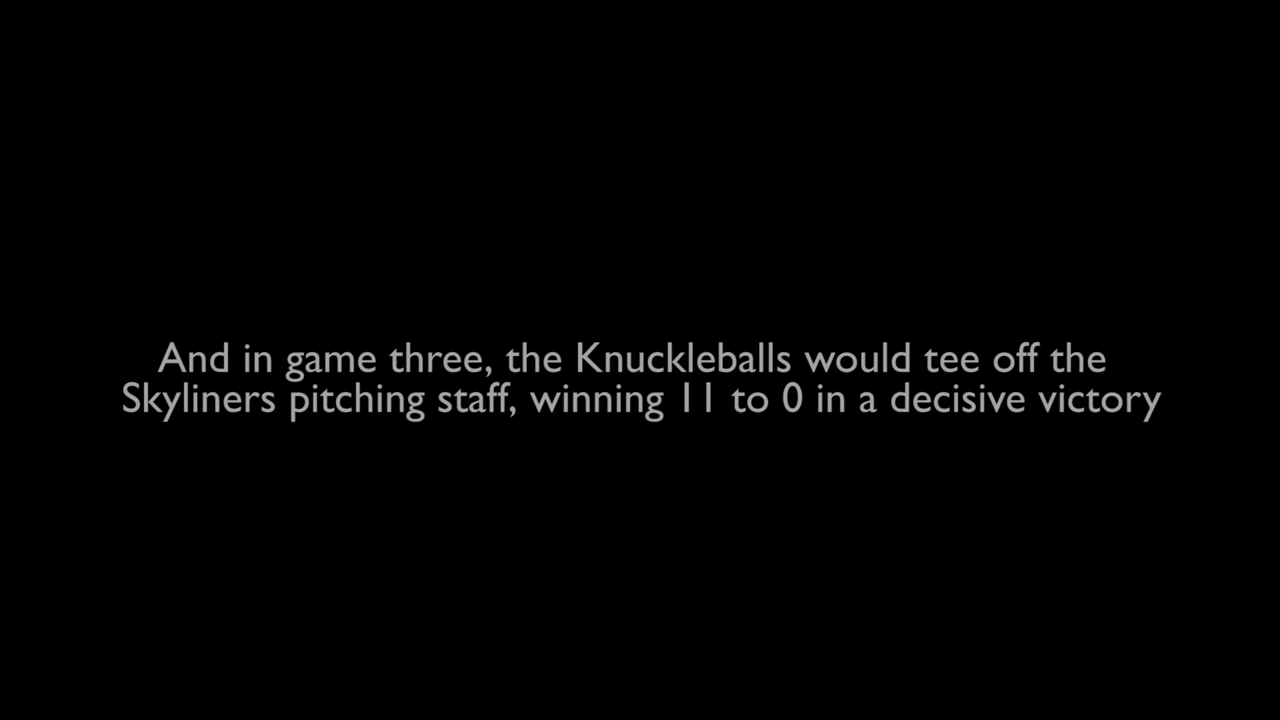 And in game three, the Knuckleballs would tee off the
Skyliners pitching staff, winning 11 to 0 in a decisive victory